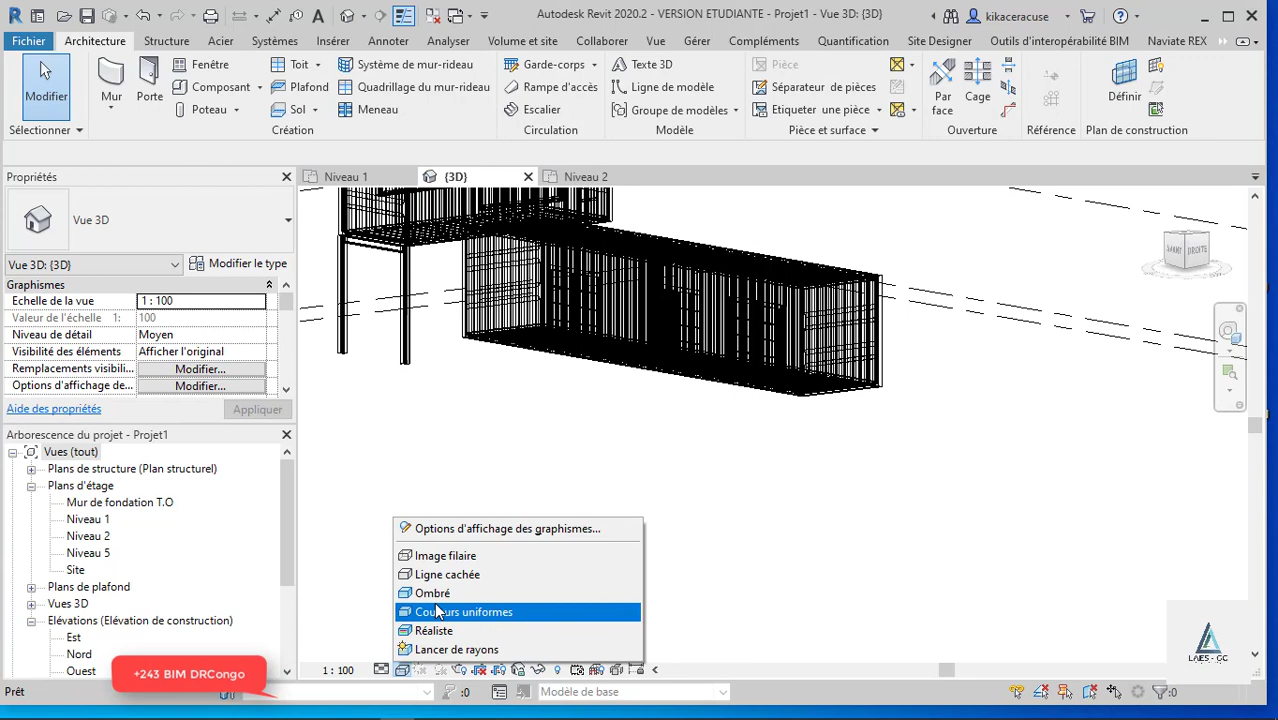 Autodesk Revit 2020.2 - VERSION ETUDIANTE - Projet1 - Vue 3D: {3D}
kikaceracuse
Fichier Architecture Structure Acier Systèmes Insérer Annoter Analyser Volume et site Collaborer Vue Gérer Compléments Quantification Site Designer Outils d'interopérabilité BIM Naviate REX
Modifier
Mur
Porte
Fenêtre
Composant
Poteau
Toit
Plafond
Sol
Système de mur-rideau
Quadrillage du mur-rideau
Meneau
Garde-corps
Rampe d'accès
Escalier
Texte 3D
Ligne de modèle
Groupe de modèles
Pièce
Séparateur de pièces
Etiqueter une pièce
Par face
Cage
Définir
Sélectionner Création Circulation Modèle Pièce et surface Ouverture Référence Plan de construction
Propriétés
Niveau 1
{3D}
Niveau 2
Vue 3D
Vue 3D: {3D}
Modifier le type
Graphismes
Echelle de la vue 1 : 100
Valeur de l'échelle 1: 100
Niveau de détail Moyen
Visibilité des éléments Afficher l'original
Remplacements visibili... Modifier...
Options d'affichage de... Modifier...
Aide des propriétés
Appliquer
Arborescence du projet - Projet1
Vues (tout)
Plans de structure (Plan structurel)
Plans d'étage
Mur de fondation T.O
Niveau 1
Niveau 2
Niveau 5
Site
Plans de plafond
Vues 3D
Elévations (Elévation de construction)
Est
Nord
Ouest
DROITE
Options d'affichage des graphismes...
Image filaire
Ligne cachée
Ombré
Couleurs uniformes
Réaliste
Lancer de rayons
1 : 100
+243 BIM DRCongo
LAES - GC
Prêt
:0
Modèle de base
:0